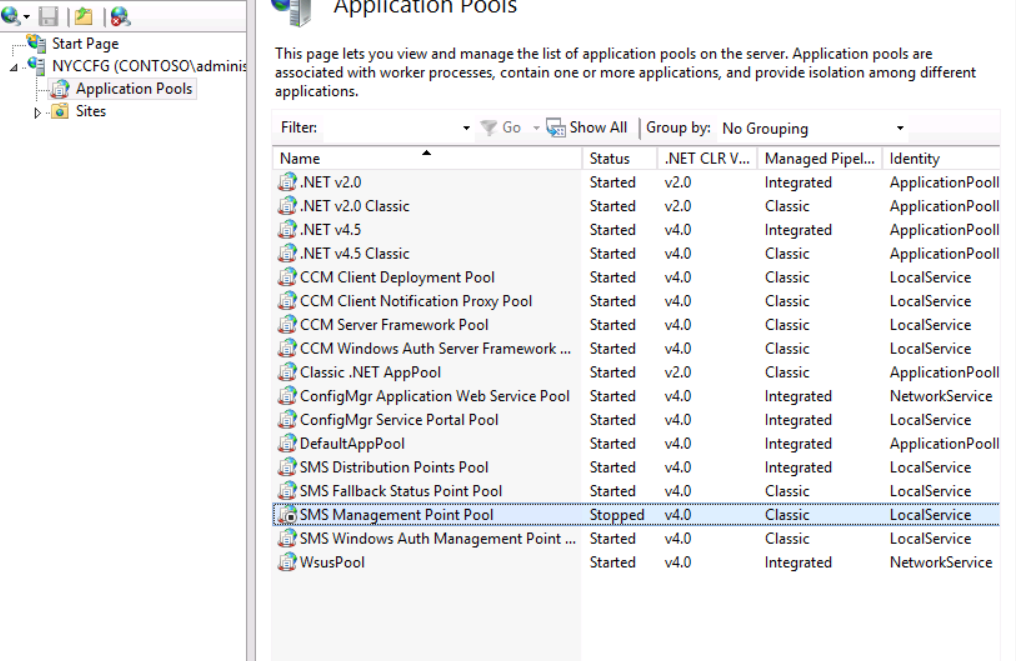 Application Pools
Start Page
NYCCFG (CONTOSO\adminis
Application Pools
Sites
This page lets you view and manage the list of application pools on the server. Application pools are
associated with worker processes, contain one or more applications, and provide isolation among different
applications.
Filter: Go Show All Group by: No Grouping
Name Status .NET CLR V... Managed Pipel... Identity
.NET v2.0 Started v2.0 Integrated ApplicationPoolI
.NET v2.0 Classic Started v2.0 Classic ApplicationPoolI
.NET v4.5 Started v4.0 Integrated ApplicationPoolI
.NET v4.5 Classic Started v4.0 Classic ApplicationPoolI
CCM Client Deployment Pool Started v4.0 Classic LocalService
CCM Client Notification Proxy Pool Started v4.0 Classic LocalService
CCM Server Framework Pool Started v4.0 Classic LocalService
CCM Windows Auth Server Framework ... Started v4.0 Classic LocalService
Classic .NET AppPool Started v2.0 Classic ApplicationPoolI
ConfigMgr Application Web Service Pool Started v4.0 Integrated NetworkService
ConfigMgr Service Portal Pool Started v4.0 Integrated LocalService
DefaultAppPool Started v4.0 Integrated ApplicationPoolI
SMS Distribution Points Pool Started v4.0 Integrated LocalService
SMS Fallback Status Point Pool Started v4.0 Classic LocalService
SMS Management Point Pool Stopped v4.0 Classic LocalService
SMS Windows Auth Management Point ... Started v4.0 Classic LocalService
WsusPool Started v4.0 Integrated NetworkService